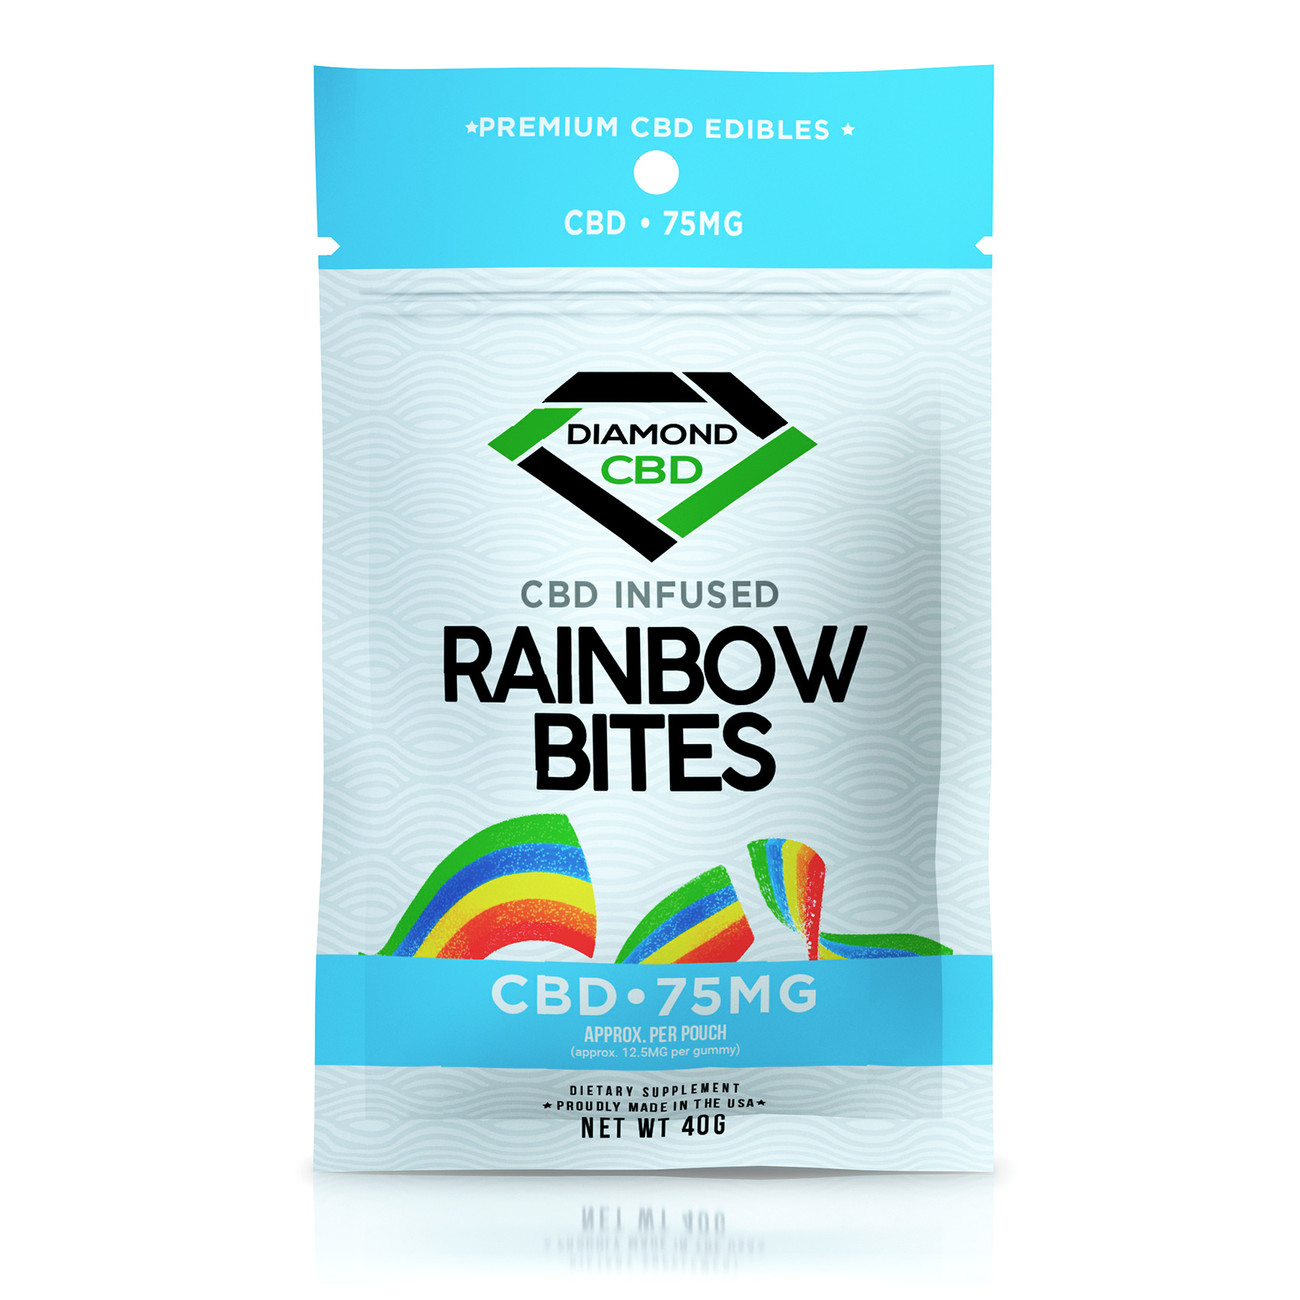 ★PREMIUM CBD EDIBLES ★
CBD • 75MG
DIAMOND
CBD
CBD INFUSED
RAINBOW
BITES
CBD • 75MG
APPROX. PER POUCH
(approx. 12.5MG per gummy)
DIETARY SUPPLEMENT
★PROUDLY MADE IN THE USA★
NET WT 40G